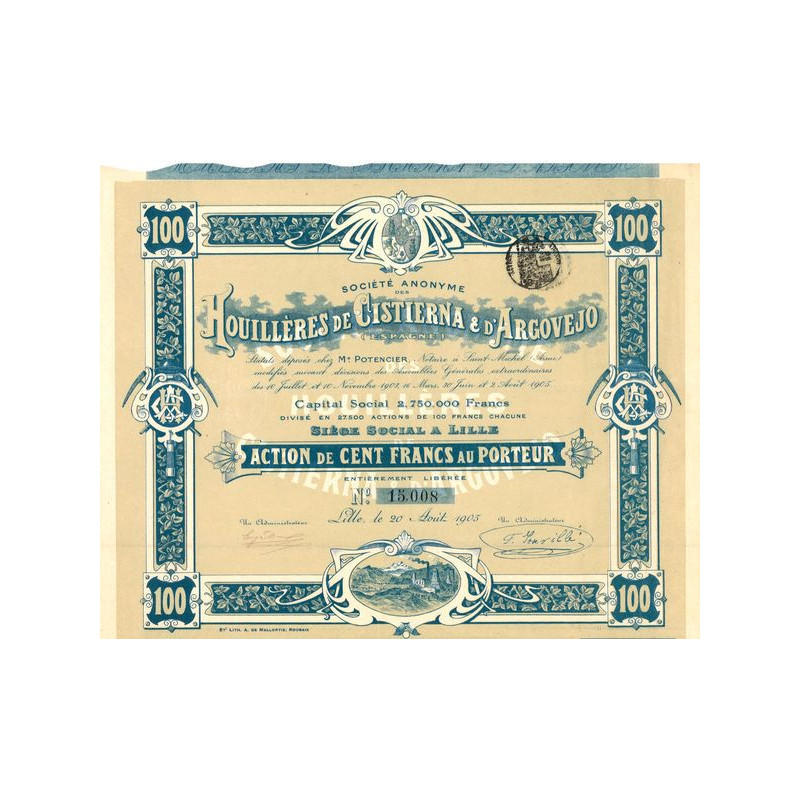 100
100
SOCIÉTÉ ANONYME
DES
HOUILLÈRES DE CISTIERNA & D'ARGOVEJO
(ESPAGNE)
Statuts déposés chez Mᵉ POTENCIER, Notaire à Saint-Michel (Aisne)
modifiés suivant décisions des Assemblées Générales extraordinaires
des 10 Juillet et 10 Novembre 1902, 16 Mars, 30 Juin et 2 Août 1905.
Capital Social 2.750.000 Francs
DIVISÉ EN 27.500 ACTIONS DE 100 FRANCS CHACUNE
SIÈGE SOCIAL A LILLE
ACTION DE CENT FRANCS AU PORTEUR
ENTIÈREMENT LIBÉRÉE
Nº 15.008
Lille, le 20 Août 1905
Un Administrateur
Un Administrateur
100
100
Sᵗᵉ LITH. A. DE MALLORTIE, ROUBAIX